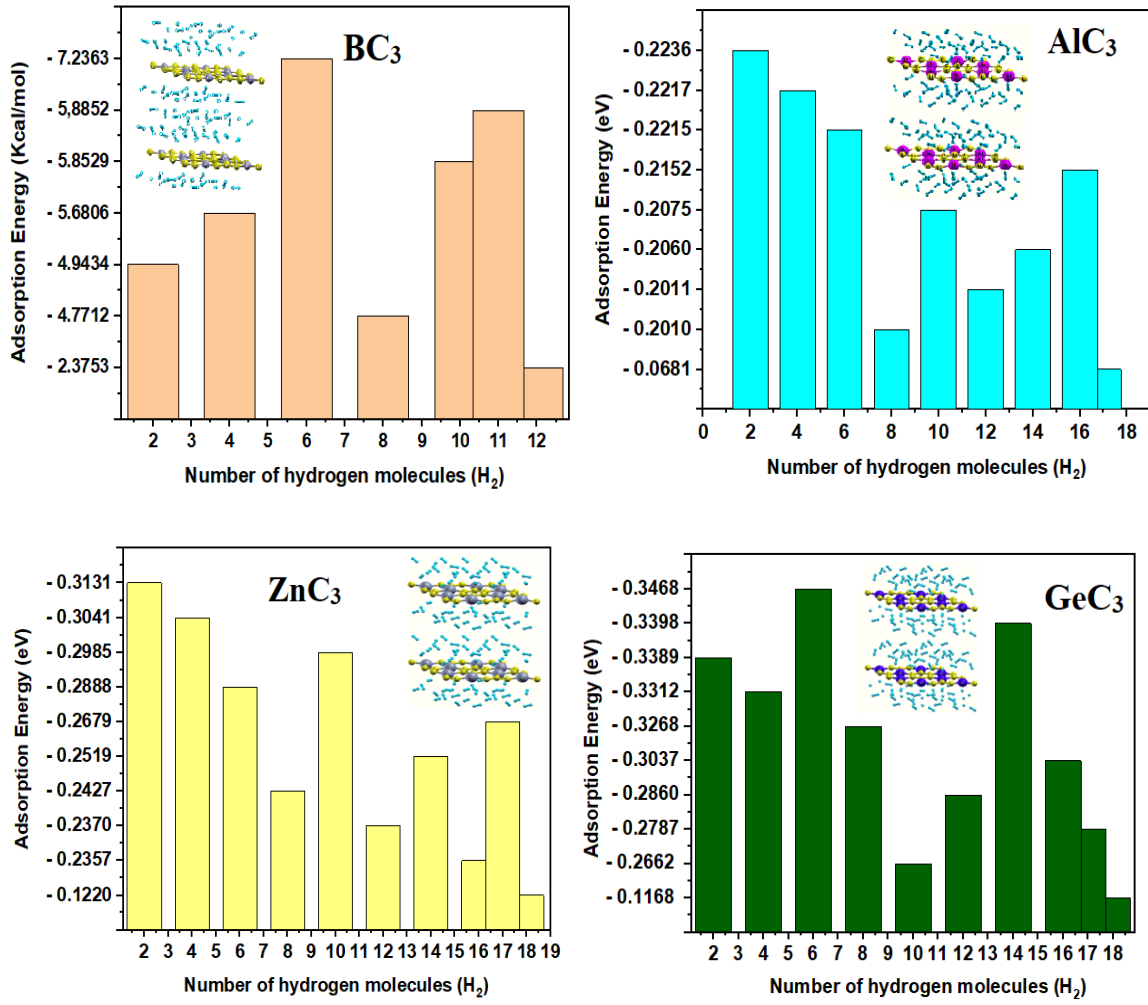 BC₃
Adsorption Energy (Kcal/mol)
- 7.2363
- 5.8852
- 5.8529
- 5.6806
- 4.9434
- 4.7712
- 2.3753
2 3 4 5 6 7 8 9 10 11 12
Number of hydrogen molecules (H₂)
AlC₃
Adsorption Energy (eV)
- 0.2236
- 0.2217
- 0.2215
- 0.2152
- 0.2075
- 0.2060
- 0.2011
- 0.2010
- 0.0681
0 2 4 6 8 10 12 14 16 18
Number of hydrogen molecules (H₂)
ZnC₃
Adsorption Energy (eV)
- 0.3131
- 0.3041
- 0.2985
- 0.2888
- 0.2679
- 0.2519
- 0.2427
- 0.2370
- 0.2357
- 0.1220
2 3 4 5 6 7 8 9 10 11 12 13 14 15 16 17 18 19
Number of hydrogen molecules (H₂)
GeC₃
Adsorption Energy (eV)
- 0.3468
- 0.3398
- 0.3389
- 0.3312
- 0.3268
- 0.3037
- 0.2860
- 0.2787
- 0.2662
- 0.1168
2 3 4 5 6 7 8 9 10 11 12 13 14 15 16 17 18
Number of hydrogen molecules (H₂)